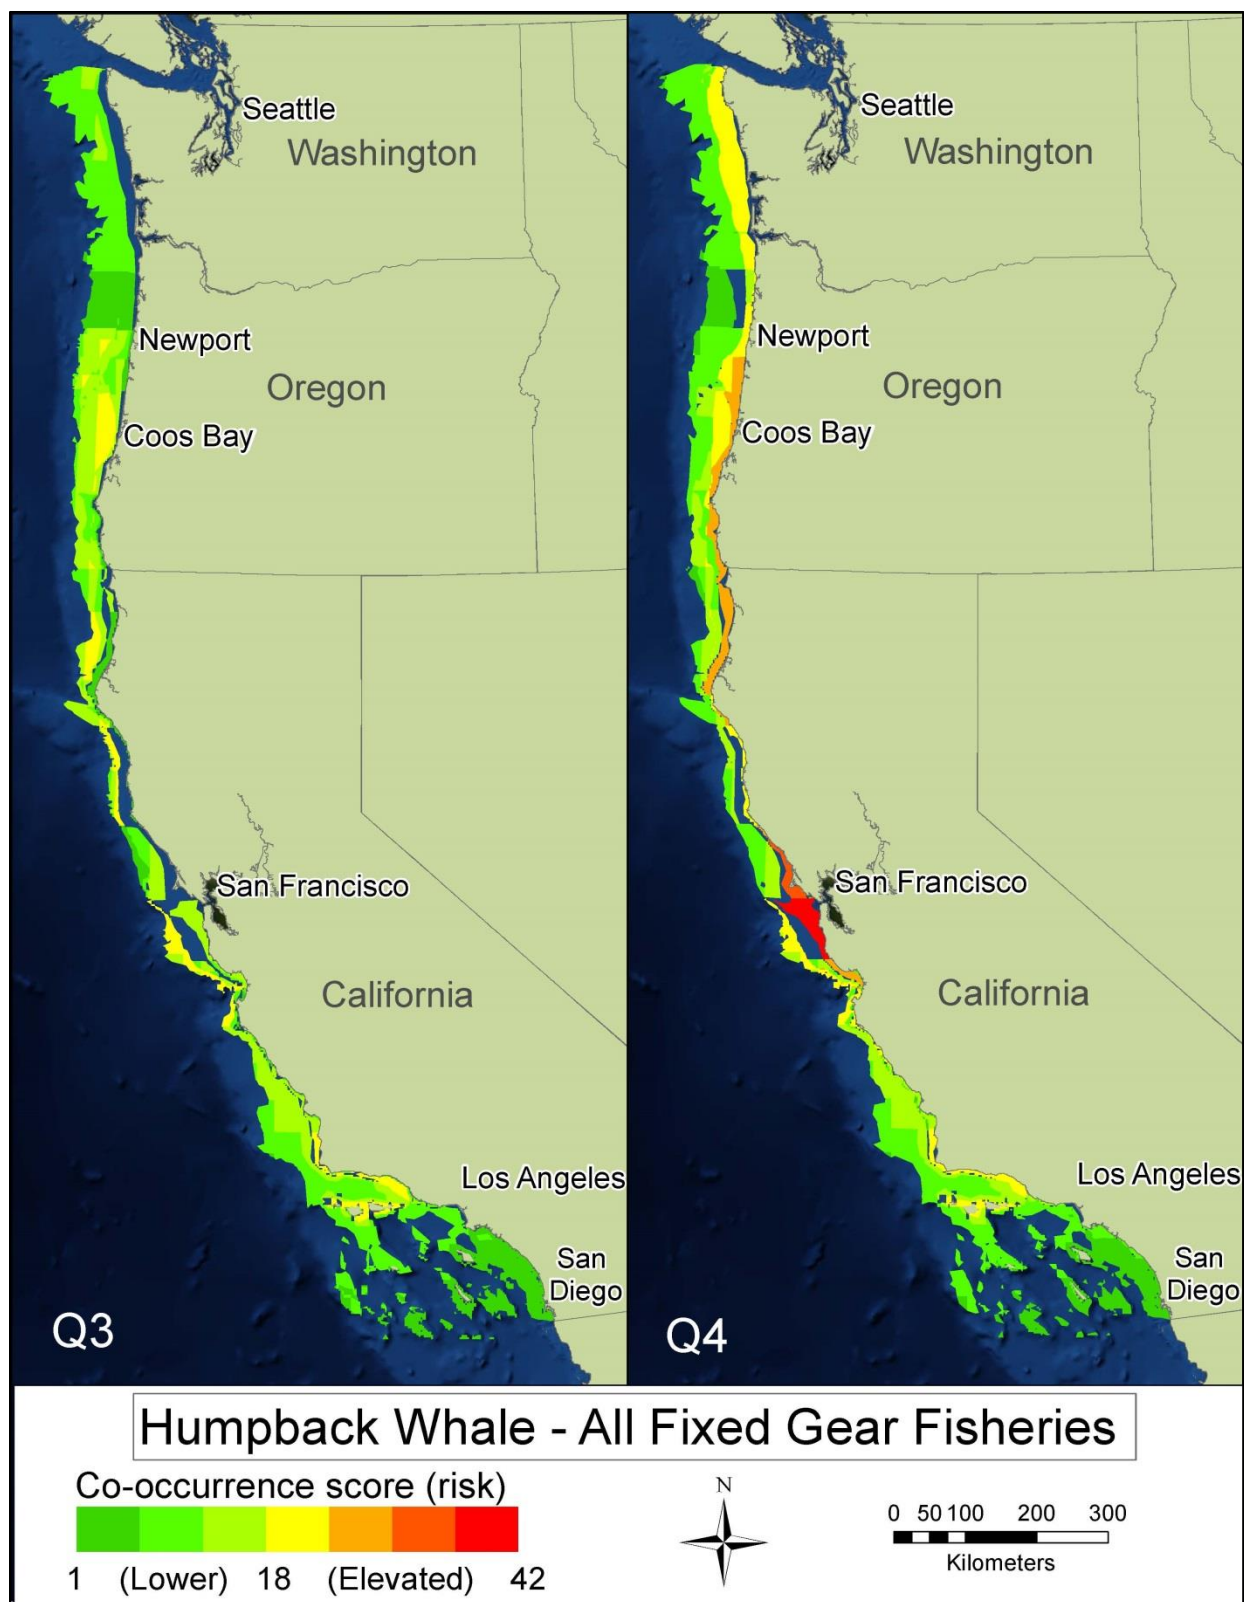 Seattle
Washington
Newport
Oregon
Coos Bay
San Francisco
California
Los Angeles
San
Diego
Q3
Seattle
Washington
Newport
Oregon
Coos Bay
San Francisco
California
Los Angeles
San
Diego
Q4
Humpback Whale - All Fixed Gear Fisheries
Co-occurrence score (risk)
1 (Lower) 18 (Elevated) 42
N
0 50 100 200 300
Kilometers